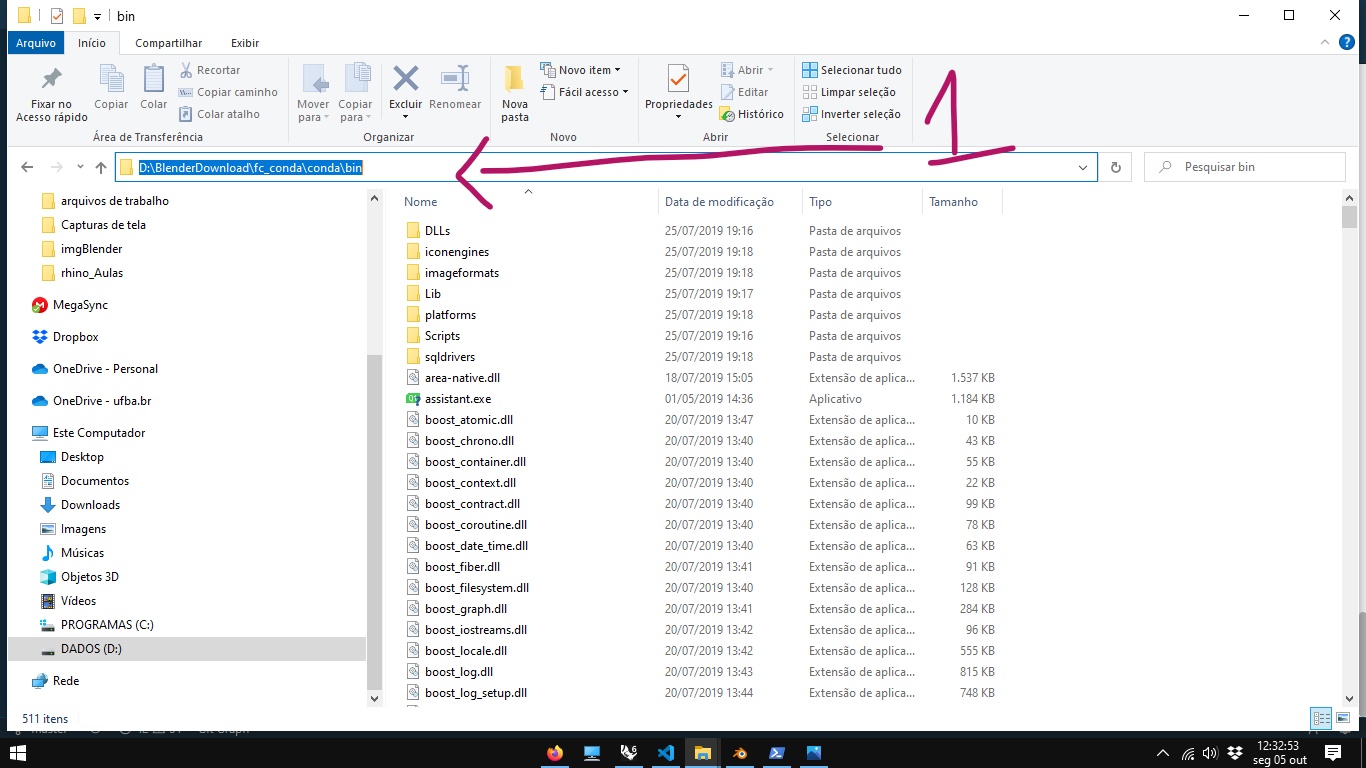 bin
Arquivo Início Compartilhar Exibir
Fixar no Acesso rápido
Copiar
Colar
Recortar
Copiar caminho
Colar atalho
Área de Transferência
Mover para
Copiar para
Excluir
Renomear
Organizar
Nova pasta
Novo item
Fácil acesso
Novo
Propriedades
Abrir
Editar
Histórico
Abrir
Selecionar tudo
Limpar seleção
Inverter seleção
Selecionar
1
D:\BlenderDownload\fc_conda\conda\bin
Pesquisar bin
arquivos de trabalho
Capturas de tela
imgBlender
rhino_Aulas
MegaSync
Dropbox
OneDrive - Personal
OneDrive - ufba.br
Este Computador
Desktop
Documentos
Downloads
Imagens
Músicas
Objetos 3D
Vídeos
PROGRAMAS (C:)
DADOS (D:)
Rede
Nome Data de modificação Tipo Tamanho
DLLs 25/07/2019 19:16 Pasta de arquivos
iconengines 25/07/2019 19:18 Pasta de arquivos
imageformats 25/07/2019 19:18 Pasta de arquivos
Lib 25/07/2019 19:17 Pasta de arquivos
platforms 25/07/2019 19:18 Pasta de arquivos
Scripts 25/07/2019 19:16 Pasta de arquivos
sqldrivers 25/07/2019 19:18 Pasta de arquivos
area-native.dll 18/07/2019 15:05 Extensão de aplica... 1.537 KB
assistant.exe 01/05/2019 14:36 Aplicativo 1.184 KB
boost_atomic.dll 20/07/2019 13:47 Extensão de aplica... 10 KB
boost_chrono.dll 20/07/2019 13:40 Extensão de aplica... 43 KB
boost_container.dll 20/07/2019 13:40 Extensão de aplica... 55 KB
boost_context.dll 20/07/2019 13:40 Extensão de aplica... 22 KB
boost_contract.dll 20/07/2019 13:40 Extensão de aplica... 99 KB
boost_coroutine.dll 20/07/2019 13:40 Extensão de aplica... 78 KB
boost_date_time.dll 20/07/2019 13:40 Extensão de aplica... 63 KB
boost_fiber.dll 20/07/2019 13:41 Extensão de aplica... 91 KB
boost_filesystem.dll 20/07/2019 13:40 Extensão de aplica... 128 KB
boost_graph.dll 20/07/2019 13:41 Extensão de aplica... 284 KB
boost_iostreams.dll 20/07/2019 13:42 Extensão de aplica... 96 KB
boost_locale.dll 20/07/2019 13:42 Extensão de aplica... 555 KB
boost_log.dll 20/07/2019 13:43 Extensão de aplica... 815 KB
boost_log_setup.dll 20/07/2019 13:44 Extensão de aplica... 748 KB
511 itens
12:32:53
seg 05 out